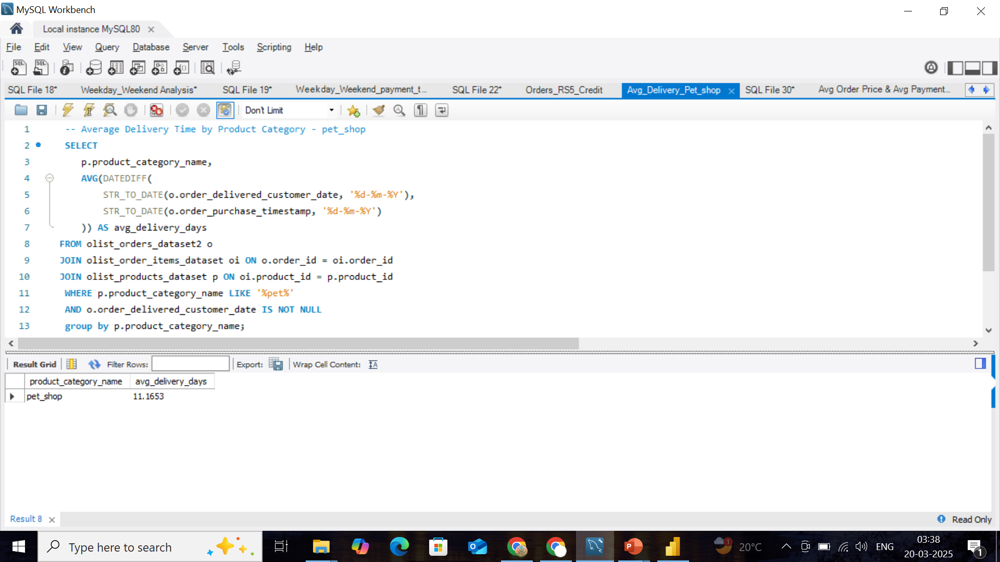 MySQL Workbench
Local instance MySQL80
File Edit View Query Database Server Tools Scripting Help
SQL File 18* Weekday_Weekend Analysis* SQL File 19* Weekday_Weekend_payment_t... SQL File 22* Orders_RS5_Credit Avg_Delivery_Pet_shop SQL File 30* Avg Order Price & Avg Payment...
Don't Limit
1 -- Average Delivery Time by Product Category - pet_shop
2 SELECT
3 p.product_category_name,
4 AVG(DATEDIFF(
5 STR_TO_DATE(o.order_delivered_customer_date, '%d-%m-%Y'),
6 STR_TO_DATE(o.order_purchase_timestamp, '%d-%m-%Y')
7 )) AS avg_delivery_days
8 FROM olist_orders_dataset2 o
9 JOIN olist_order_items_dataset oi ON o.order_id = oi.order_id
10 JOIN olist_products_dataset p ON oi.product_id = p.product_id
11 WHERE p.product_category_name LIKE '%pet%'
12 AND o.order_delivered_customer_date IS NOT NULL
13 group by p.product_category_name;
Result Grid Filter Rows: Export: Wrap Cell Content:
product_category_name avg_delivery_days
pet_shop 11.1653
Result 8
Read Only
Type here to search
20°C
ENG
03:38
20-03-2025
1